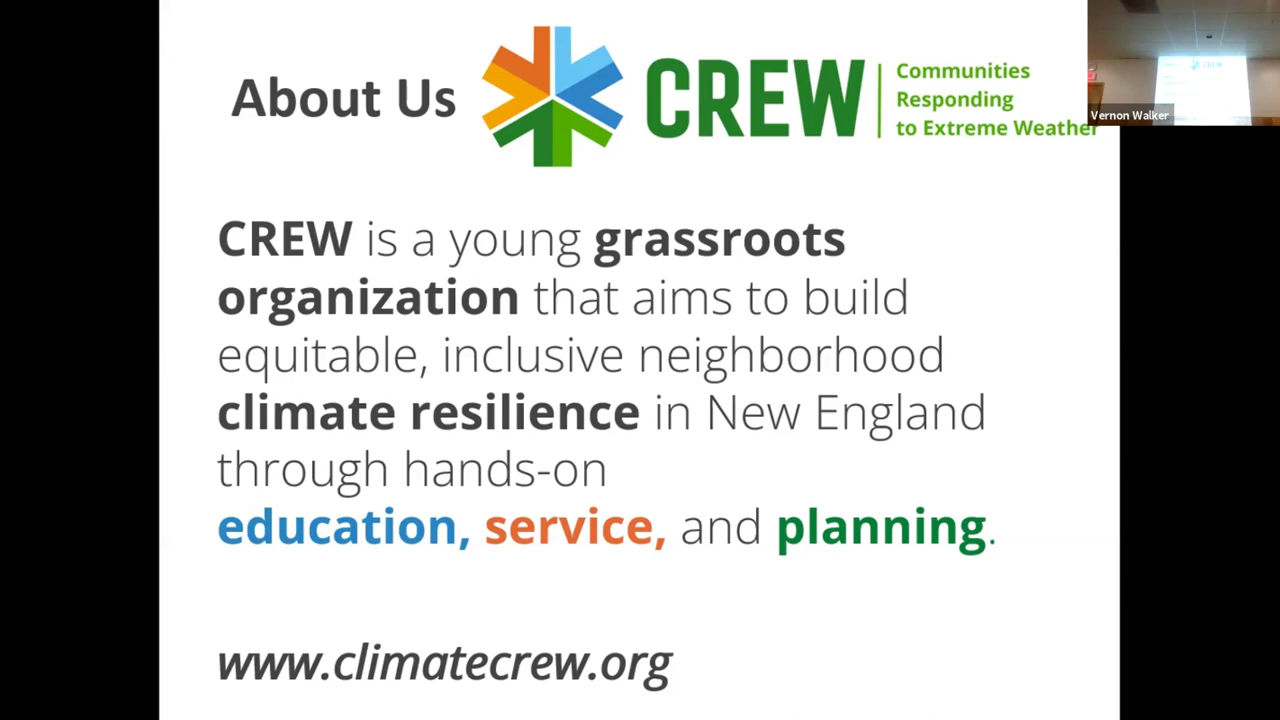 About Us
CREW
Communities
Responding
to Extreme Weather
Vernon Walker
CREW is a young grassroots
organization that aims to build
equitable, inclusive neighborhood
climate resilience in New England
through hands-on
education, service, and planning.
www.climatecrew.org